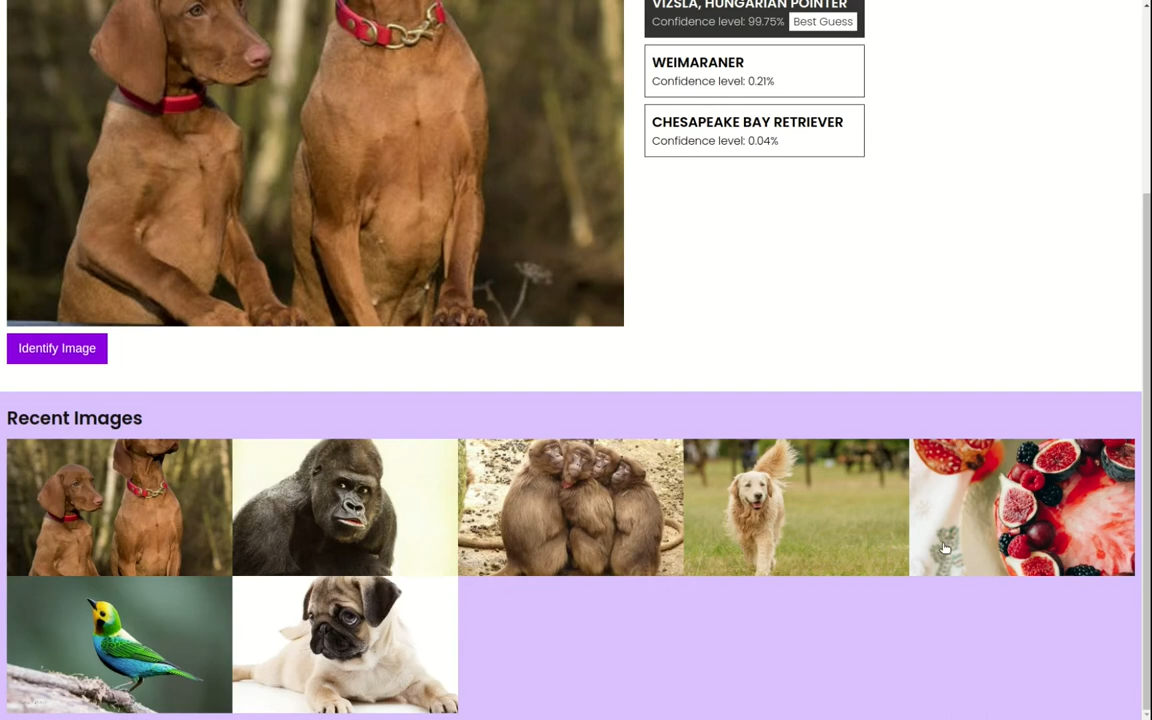 VIZSLA, HUNGARIAN POINTER
Confidence level: 99.75% Best Guess
WEIMARANER
Confidence level: 0.21%
CHESAPEAKE BAY RETRIEVER
Confidence level: 0.04%
Identify Image
Recent Images